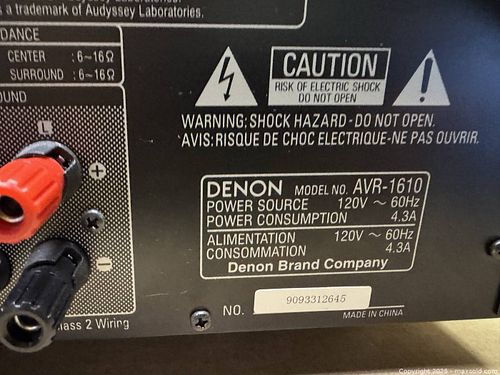 s a trademark of Audyssey Laboratories.
DANCE
CENTER : 6~16Ω
SURROUND : 6~16Ω
OUND
L
+
−
CAUTION
RISK OF ELECTRIC SHOCK
DO NOT OPEN
WARNING: SHOCK HAZARD - DO NOT OPEN.
AVIS: RISQUE DE CHOC ELECTRIQUE-NE PAS OUVRIR.
DENON MODEL NO. AVR-1610
POWER SOURCE 120V ~ 60Hz
POWER CONSUMPTION 4.3A
ALIMENTATION 120V ~ 60Hz
CONSOMMATION 4.3A
Denon Brand Company
lass 2 Wiring
NO. 9093312645
MADE IN CHINA
Copyright 2025 - maxsold.com